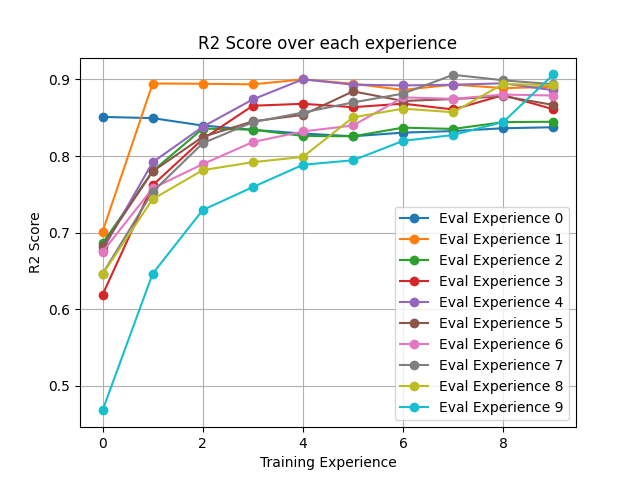 R2 Score over each experience
0.9
0.8
0.7
0.6
0.5
R2 Score
Eval Experience 0
Eval Experience 1
Eval Experience 2
Eval Experience 3
Eval Experience 4
Eval Experience 5
Eval Experience 6
Eval Experience 7
Eval Experience 8
Eval Experience 9
0 2 4 6 8
Training Experience